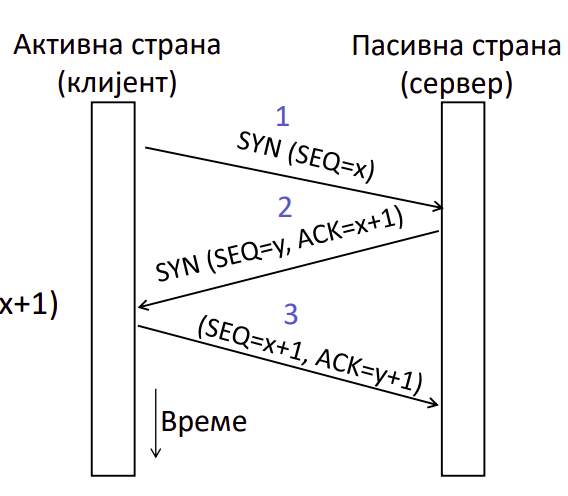 Активна страна
(клијент)
Пасивна страна
(сервер)
1
SYN (SEQ=x)
2
SYN (SEQ=y, ACK=x+1)
x+1)
3
(SEQ=x+1, ACK=y+1)
Време